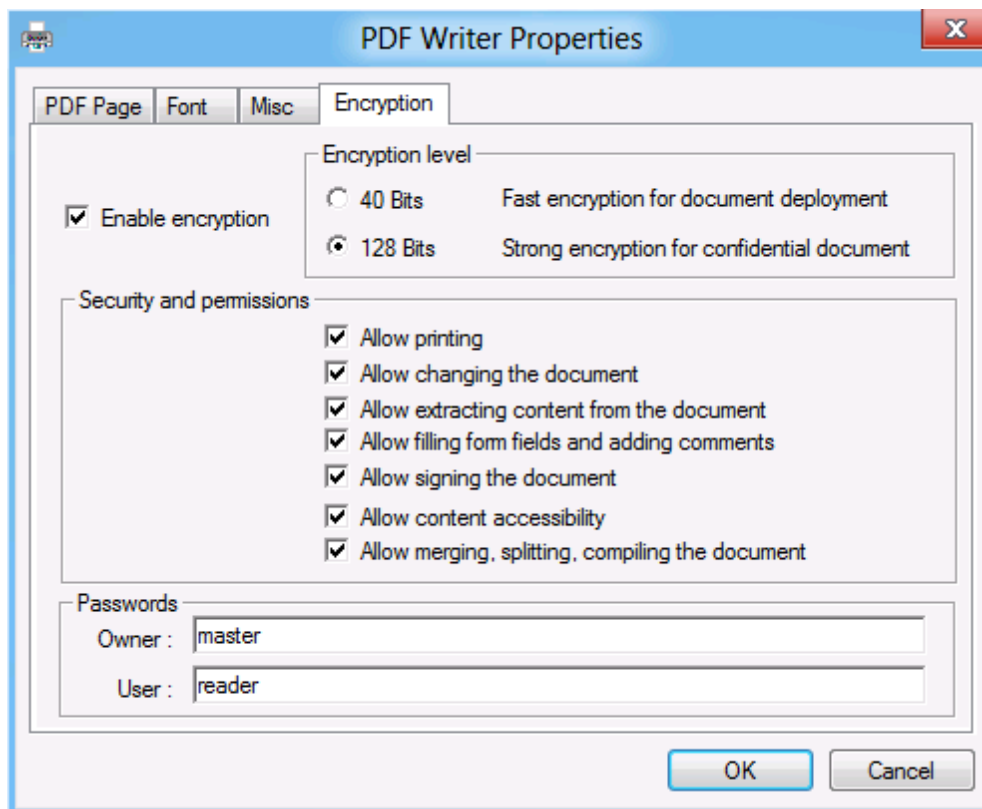 PDF Writer Properties
x
PDF Page Font Misc Encryption
Encryption level
40 Bits Fast encryption for document deployment
Enable encryption
128 Bits Strong encryption for confidential document
Security and permissions
Allow printing
Allow changing the document
Allow extracting content from the document
Allow filling form fields and adding comments
Allow signing the document
Allow content accessibility
Allow merging, splitting, compiling the document
Passwords
Owner : master
User : reader
OK Cancel